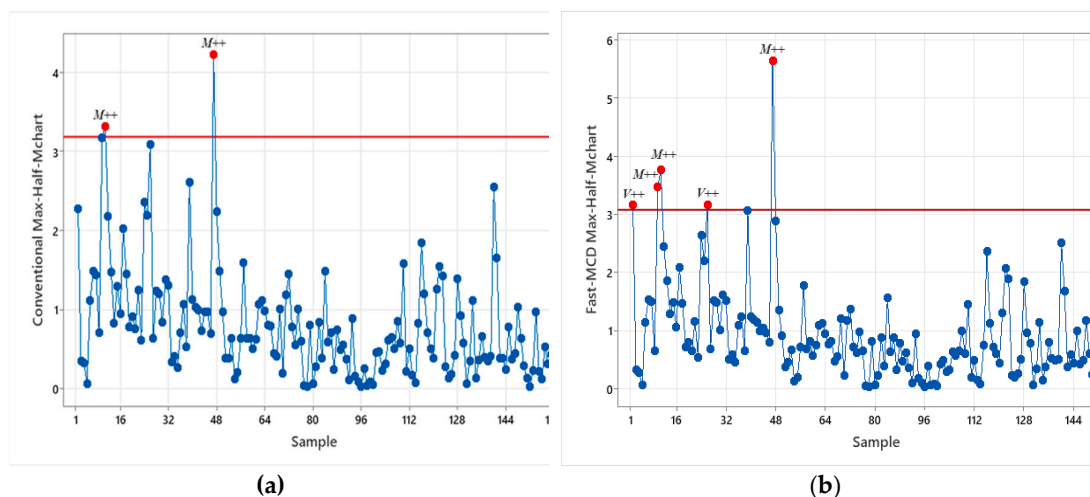 M++
4
M++
3
2
1
0
Conventional Max-Half-Mchart
1 16 32 48 64 80 96 112 128 144 1
Sample
(a)
6
M++
5
4
M++
M++
V++
V++
3
2
1
0
Fast-MCD Max-Half-Mchart
1 16 32 48 64 80 96 112 128 144
Sample
(b)